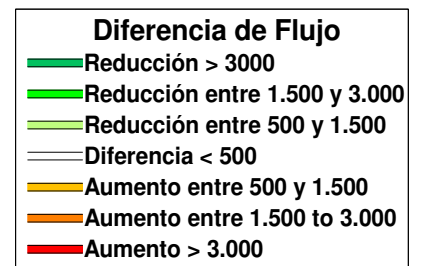 Diferencia de Flujo
Reducción > 3000
Reducción entre 1.500 y 3.000
Reducción entre 500 y 1.500
Diferencia < 500
Aumento entre 500 y 1.500
Aumento entre 1.500 to 3.000
Aumento > 3.000